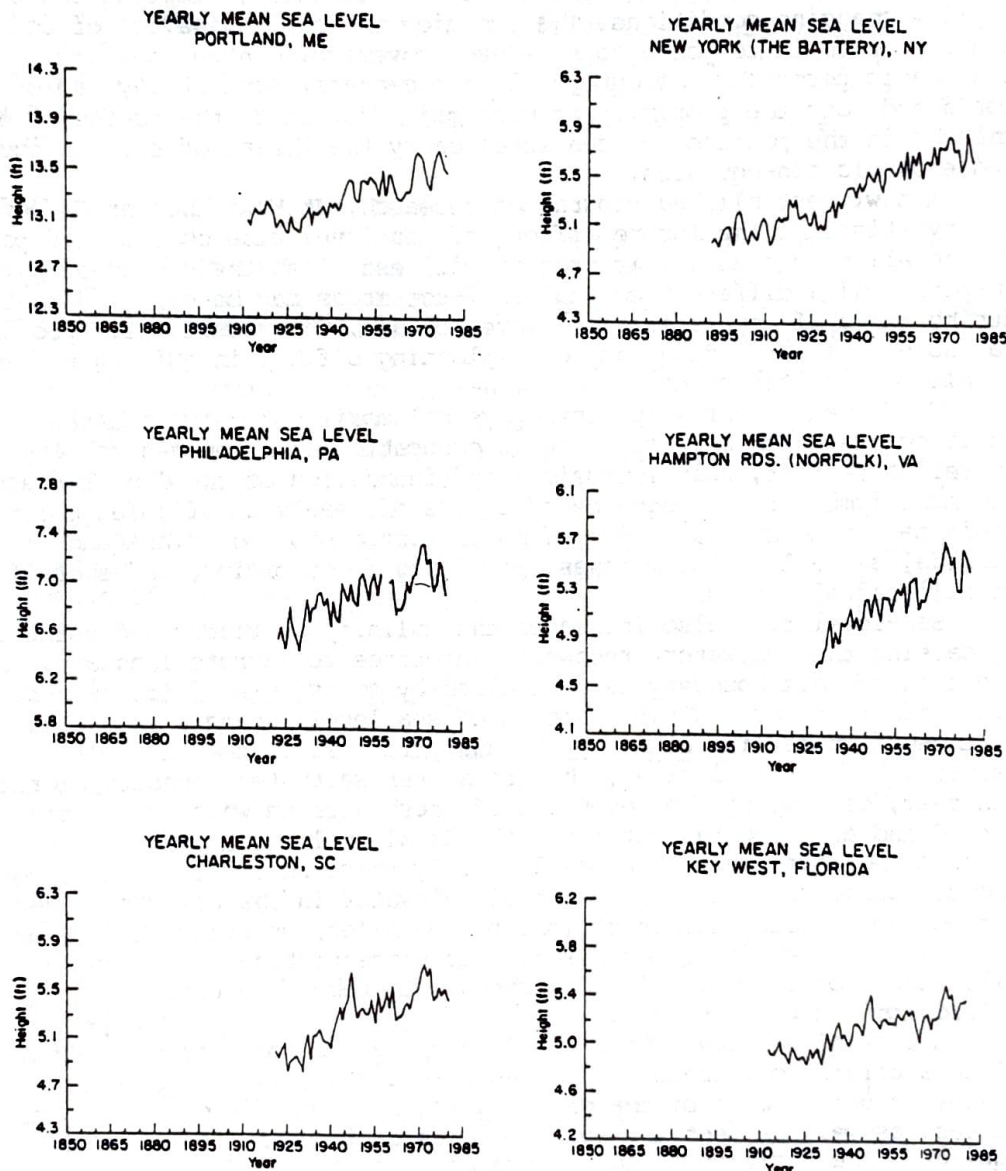 YEARLY MEAN SEA LEVEL
PORTLAND, ME
Height (ft)
14.3
13.9
13.5
13.1
12.7
12.3
1850 1865 1880 1895 1910 1925 1940 1955 1970 1985
Year
YEARLY MEAN SEA LEVEL
NEW YORK (THE BATTERY), NY
Height (ft)
6.3
5.9
5.5
5.1
4.7
4.3
1850 1865 1880 1895 1910 1925 1940 1955 1970 1985
Year
YEARLY MEAN SEA LEVEL
PHILADELPHIA, PA
Height (ft)
7.8
7.4
7.0
6.6
6.2
5.8
1850 1865 1880 1895 1910 1925 1940 1955 1970 1985
Year
YEARLY MEAN SEA LEVEL
HAMPTON RDS. (NORFOLK), VA
Height (ft)
6.1
5.7
5.3
4.9
4.5
4.1
1850 1865 1880 1895 1910 1925 1940 1955 1970 1985
Year
YEARLY MEAN SEA LEVEL
CHARLESTON, SC
Height (ft)
6.3
5.9
5.5
5.1
4.7
4.3
1850 1865 1880 1895 1910 1925 1940 1955 1970 1985
Year
YEARLY MEAN SEA LEVEL
KEY WEST, FLORIDA
Height (ft)
6.2
5.8
5.4
5.0
4.6
4.2
1850 1865 1880 1895 1910 1925 1940 1955 1970 1985
Year